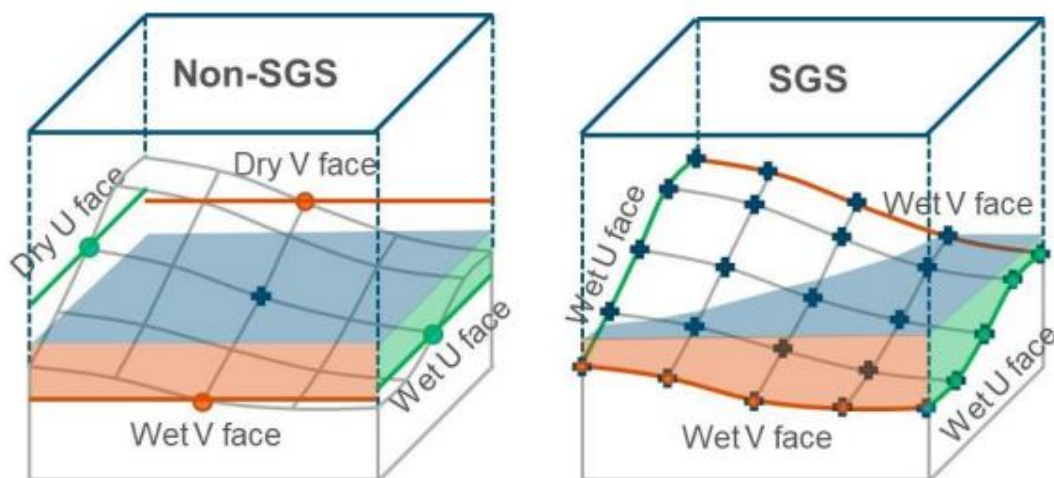 Non-SGS
Dry V face
Dry U face
Wet U face
Wet V face
SGS
Wet V face
Wet U face
Wet V face
Wet U face